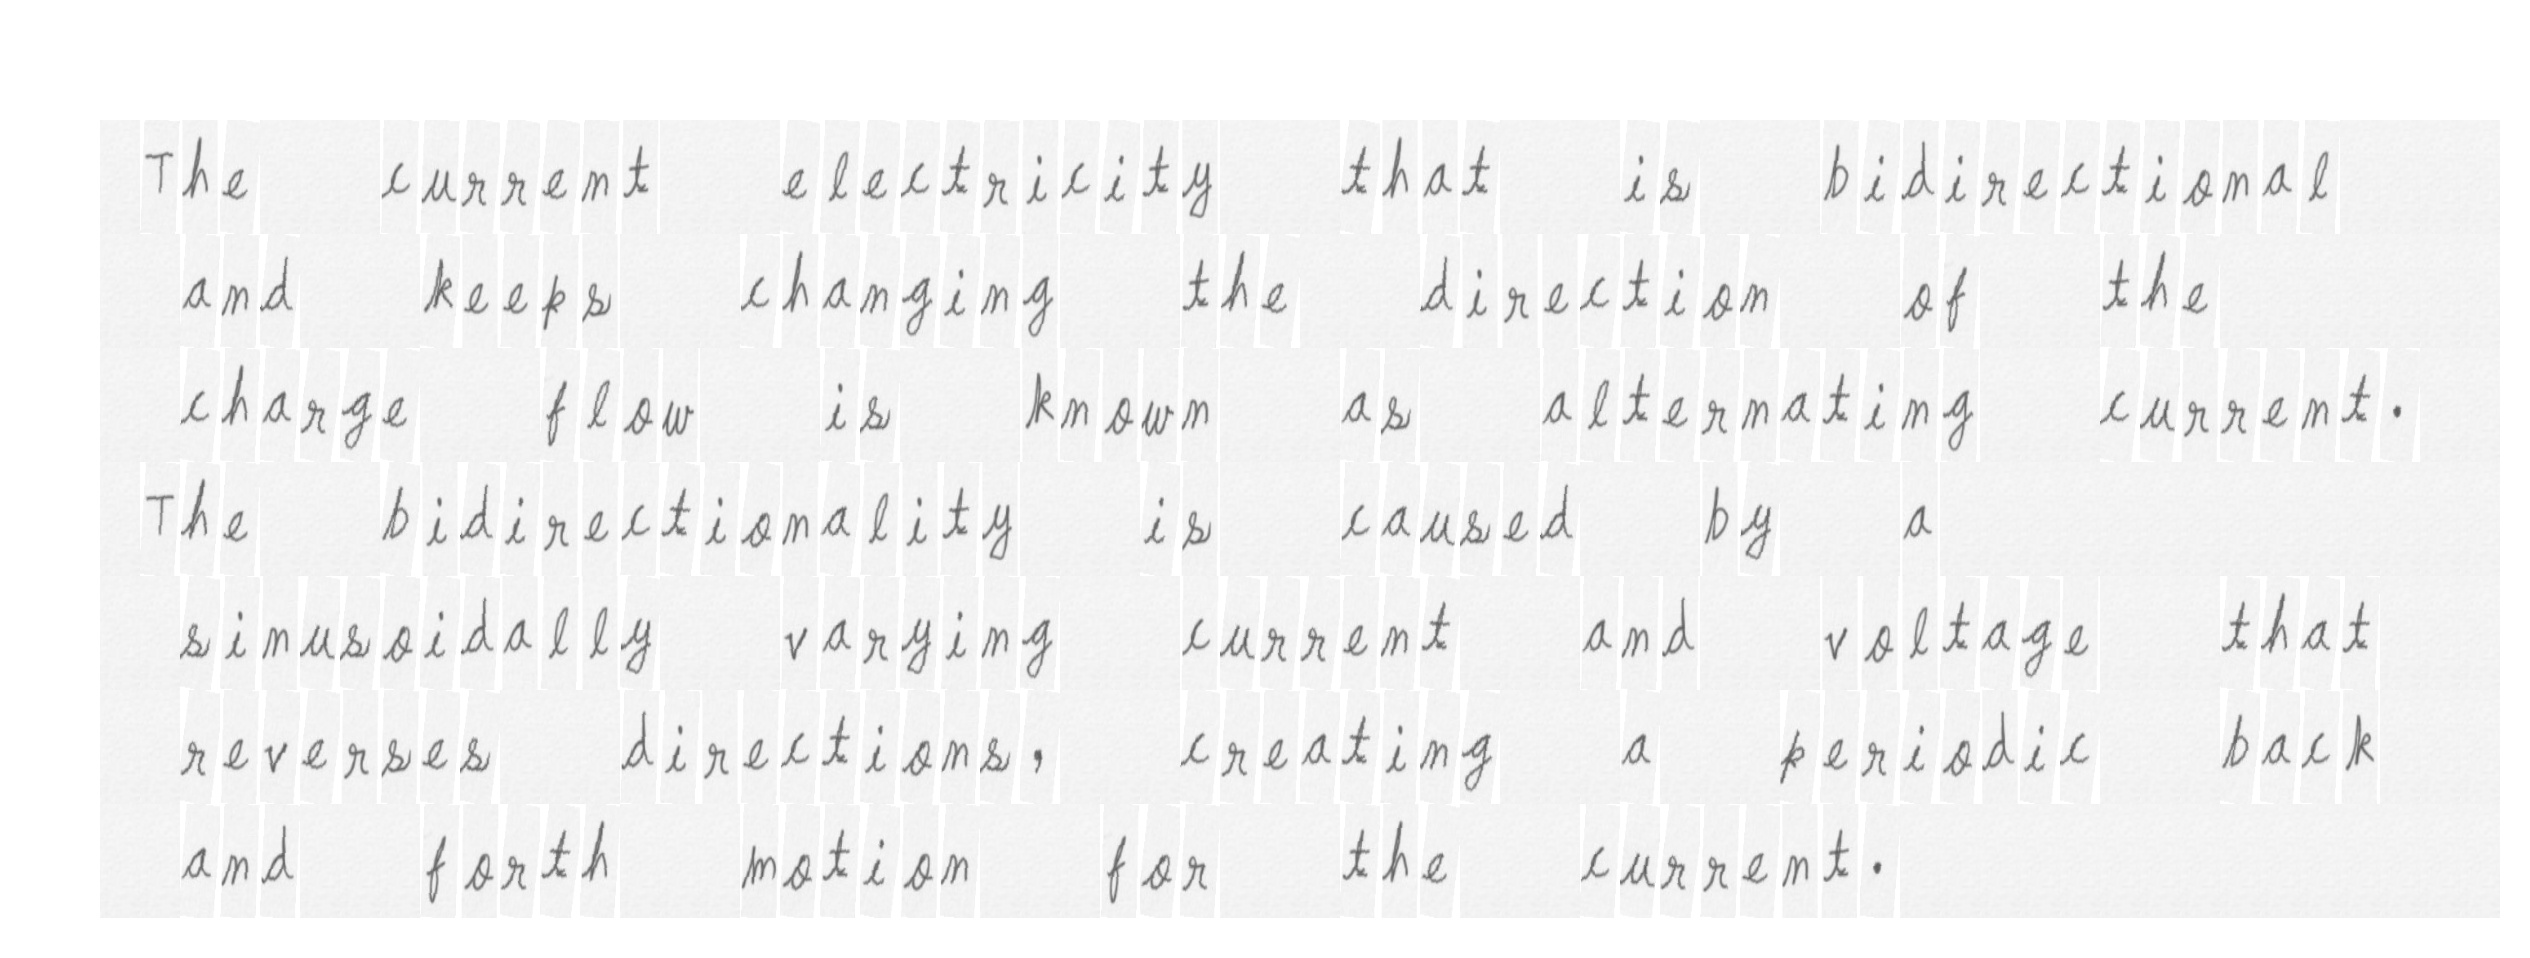 The current electricity that is bidirectional
and keeps changing the direction of the
charge flow is known as alternating current.
The bidirectionality is caused by a
sinusoidally varying current and voltage that
reverses directions, creating a periodic back
and forth motion for the current.